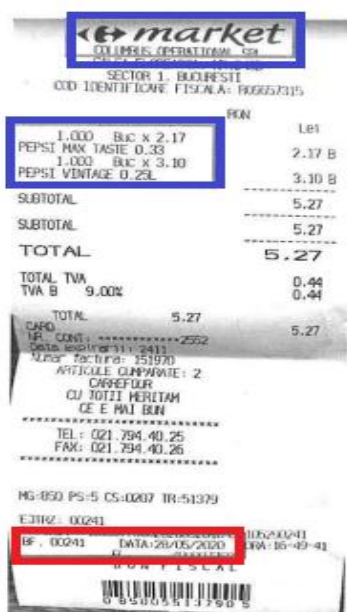 market
COLUMBUS OPERATIONAL SRL
SECTOR 1. BUCURESTI
COD IDENTIFICARE FISCALA: RO5657315
RON
Lei
1.000 Buc x 2.17
PEPSI MAX TASTE 0.33 2.17 B
1.000 Buc x 3.10
PEPSI VINTAGE 0.25L 3.10 B
SUBTOTAL 5.27
SUBTOTAL 5.27
TOTAL 5.27
TOTAL TVA 0.44
TVA B 9.00% 0.44
TOTAL 5.27
CARD 5.27
NR. CONT: ************2552
Data expirarii: 2411
Numar factura: 151970
ARTICOLE CUMPARATE: 2
CARREFOUR
CU TOTII MERITAM
CE E MAI BUN
TEL: 021.794.40.25
FAX: 021.794.40.26
MG:850 PS:5 CS:0207 TR:51379
EJTRZ: 00241
BF. 00241 DATA:28/05/2020 ORA:16-49-41
BON FISCAL